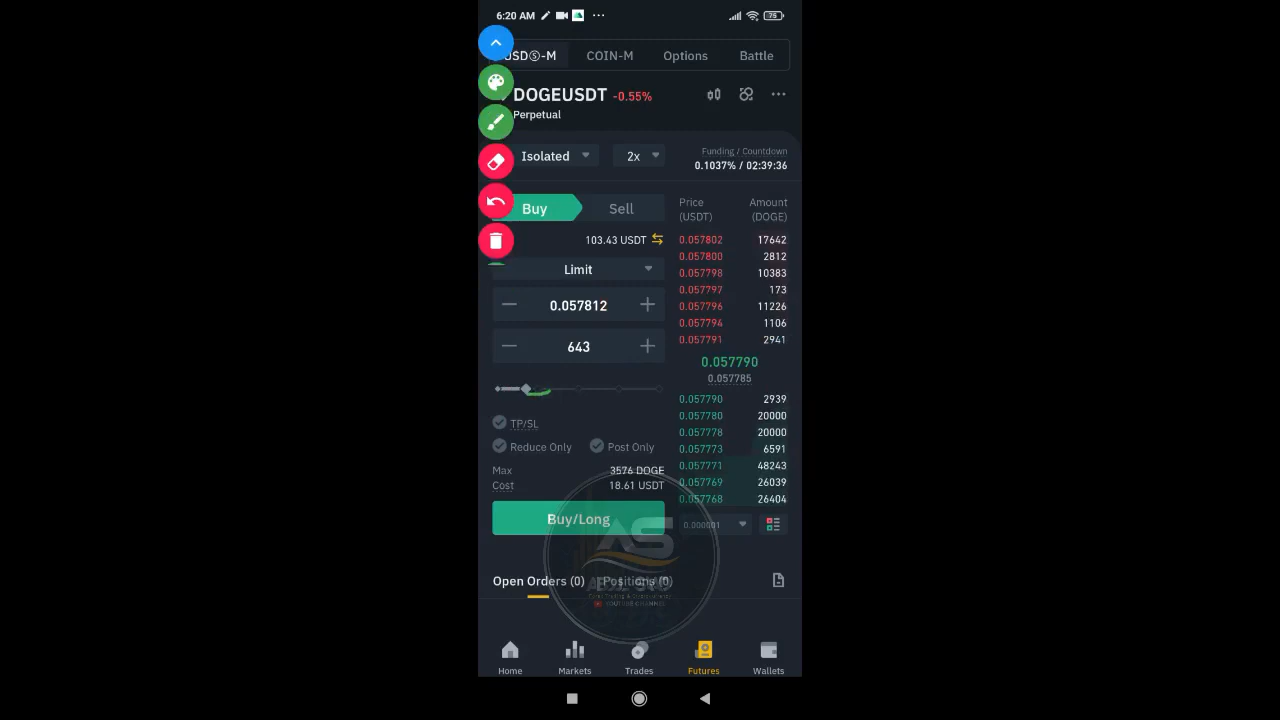 6:20 AM
75
USDⓈ-M COIN-M Options Battle
DOGEUSDT -0.55%
Perpetual
Isolated 2x
Funding / Countdown
0.1037% / 02:39:36
Buy Sell
Price (USDT) Amount (DOGE)
103.43 USDT
Limit
0.057812
643
TP/SL
Reduce Only Post Only
Max 3576 DOGE
Cost 18.61 USDT
Buy/Long
0.057802 17642
0.057800 2812
0.057798 10383
0.057797 173
0.057796 11226
0.057794 1106
0.057791 2941
0.057790
0.057785
0.057790 2939
0.057780 20000
0.057778 20000
0.057773 6591
0.057771 48243
0.057769 26039
0.057768 26404
0.000001
AS
YOUTUBE CHANNEL
Open Orders (0) Positions (0)
Home Markets Trades Futures Wallets